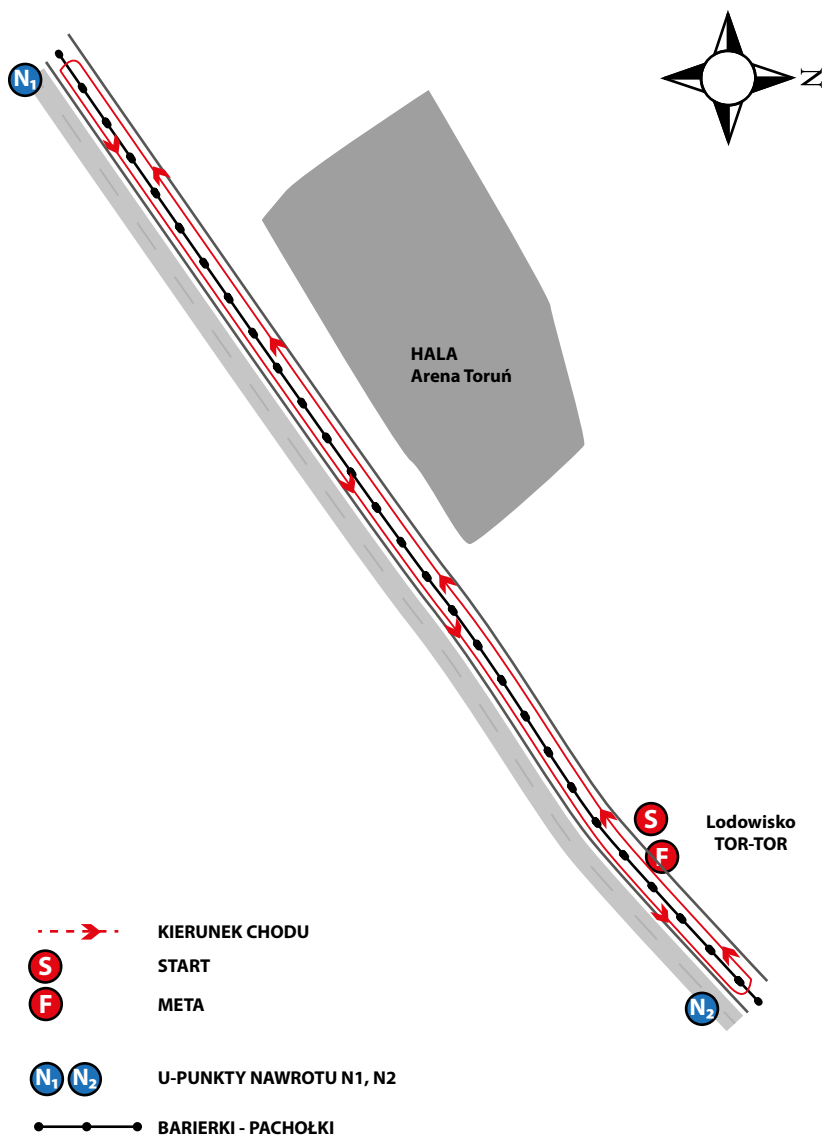 N1
N
HALA
Arena Toruń
S
F
Lodowisko
TOR-TOR
N2
KIERUNEK CHODU
S
START
F
META
N1 N2
U-PUNKTY NAWROTU N1, N2
BARIERKI - PACHOŁKI